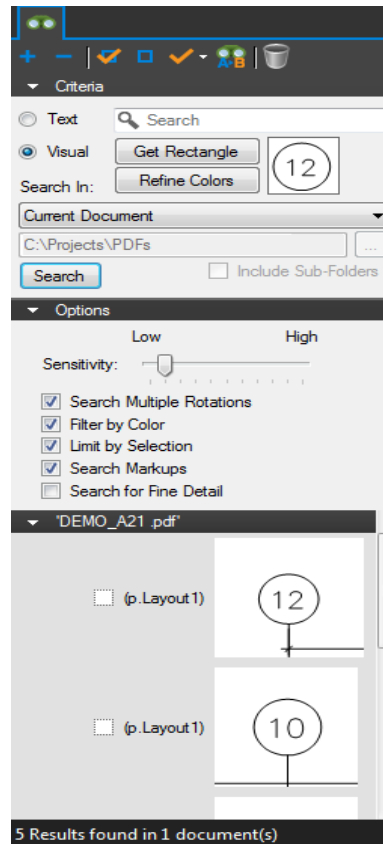 A-B
Criteria
Text Search
Visual Get Rectangle 12
Search In: Refine Colors
Current Document
C:\Projects\PDFs ...
Search Include Sub-Folders
Options
Low High
Sensitivity:
Search Multiple Rotations
Filter by Color
Limit by Selection
Search Markups
Search for Fine Detail
'DEMO_A21 .pdf'
(p.Layout1) 12
(p.Layout1) 10
5 Results found in 1 document(s)